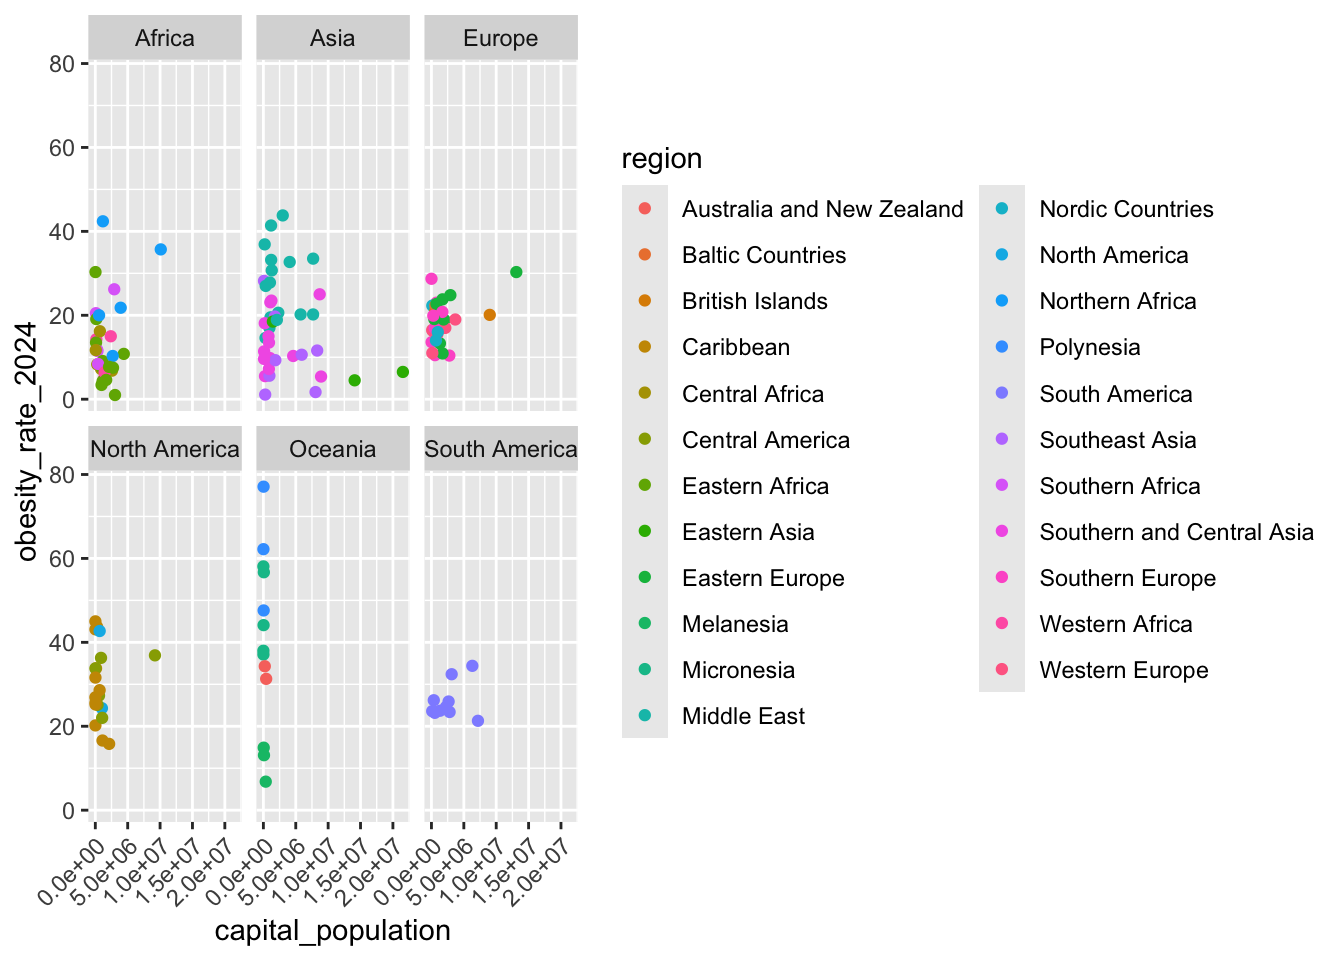 Africa Asia Europe
80
60
40
20
0
North America Oceania South America
80
60
40
20
0
0.0e+00 5.0e+06 1.0e+07 1.5e+07 2.0e+07 0.0e+00 5.0e+06 1.0e+07 1.5e+07 2.0e+07 0.0e+00 5.0e+06 1.0e+07 1.5e+07 2.0e+07
capital_population
obesity_rate_2024
region
Australia and New Zealand
Baltic Countries
British Islands
Caribbean
Central Africa
Central America
Eastern Africa
Eastern Asia
Eastern Europe
Melanesia
Micronesia
Middle East
Nordic Countries
North America
Northern Africa
Polynesia
South America
Southeast Asia
Southern Africa
Southern and Central Asia
Southern Europe
Western Africa
Western Europe